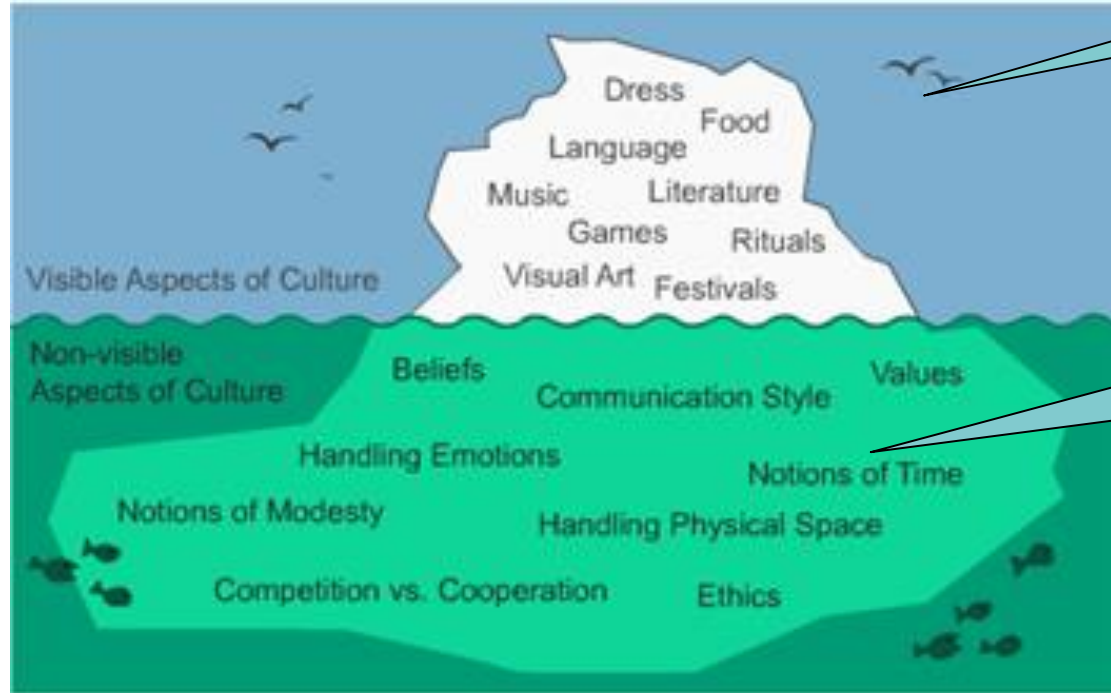 Dress
Food
Language
Music
Literature
Games
Rituals
Visual Art
Festivals
Visible Aspects of Culture
Non-visible
Aspects of Culture
Beliefs
Values
Communication Style
Handling Emotions
Notions of Time
Notions of Modesty
Handling Physical Space
Competition vs. Cooperation
Ethics